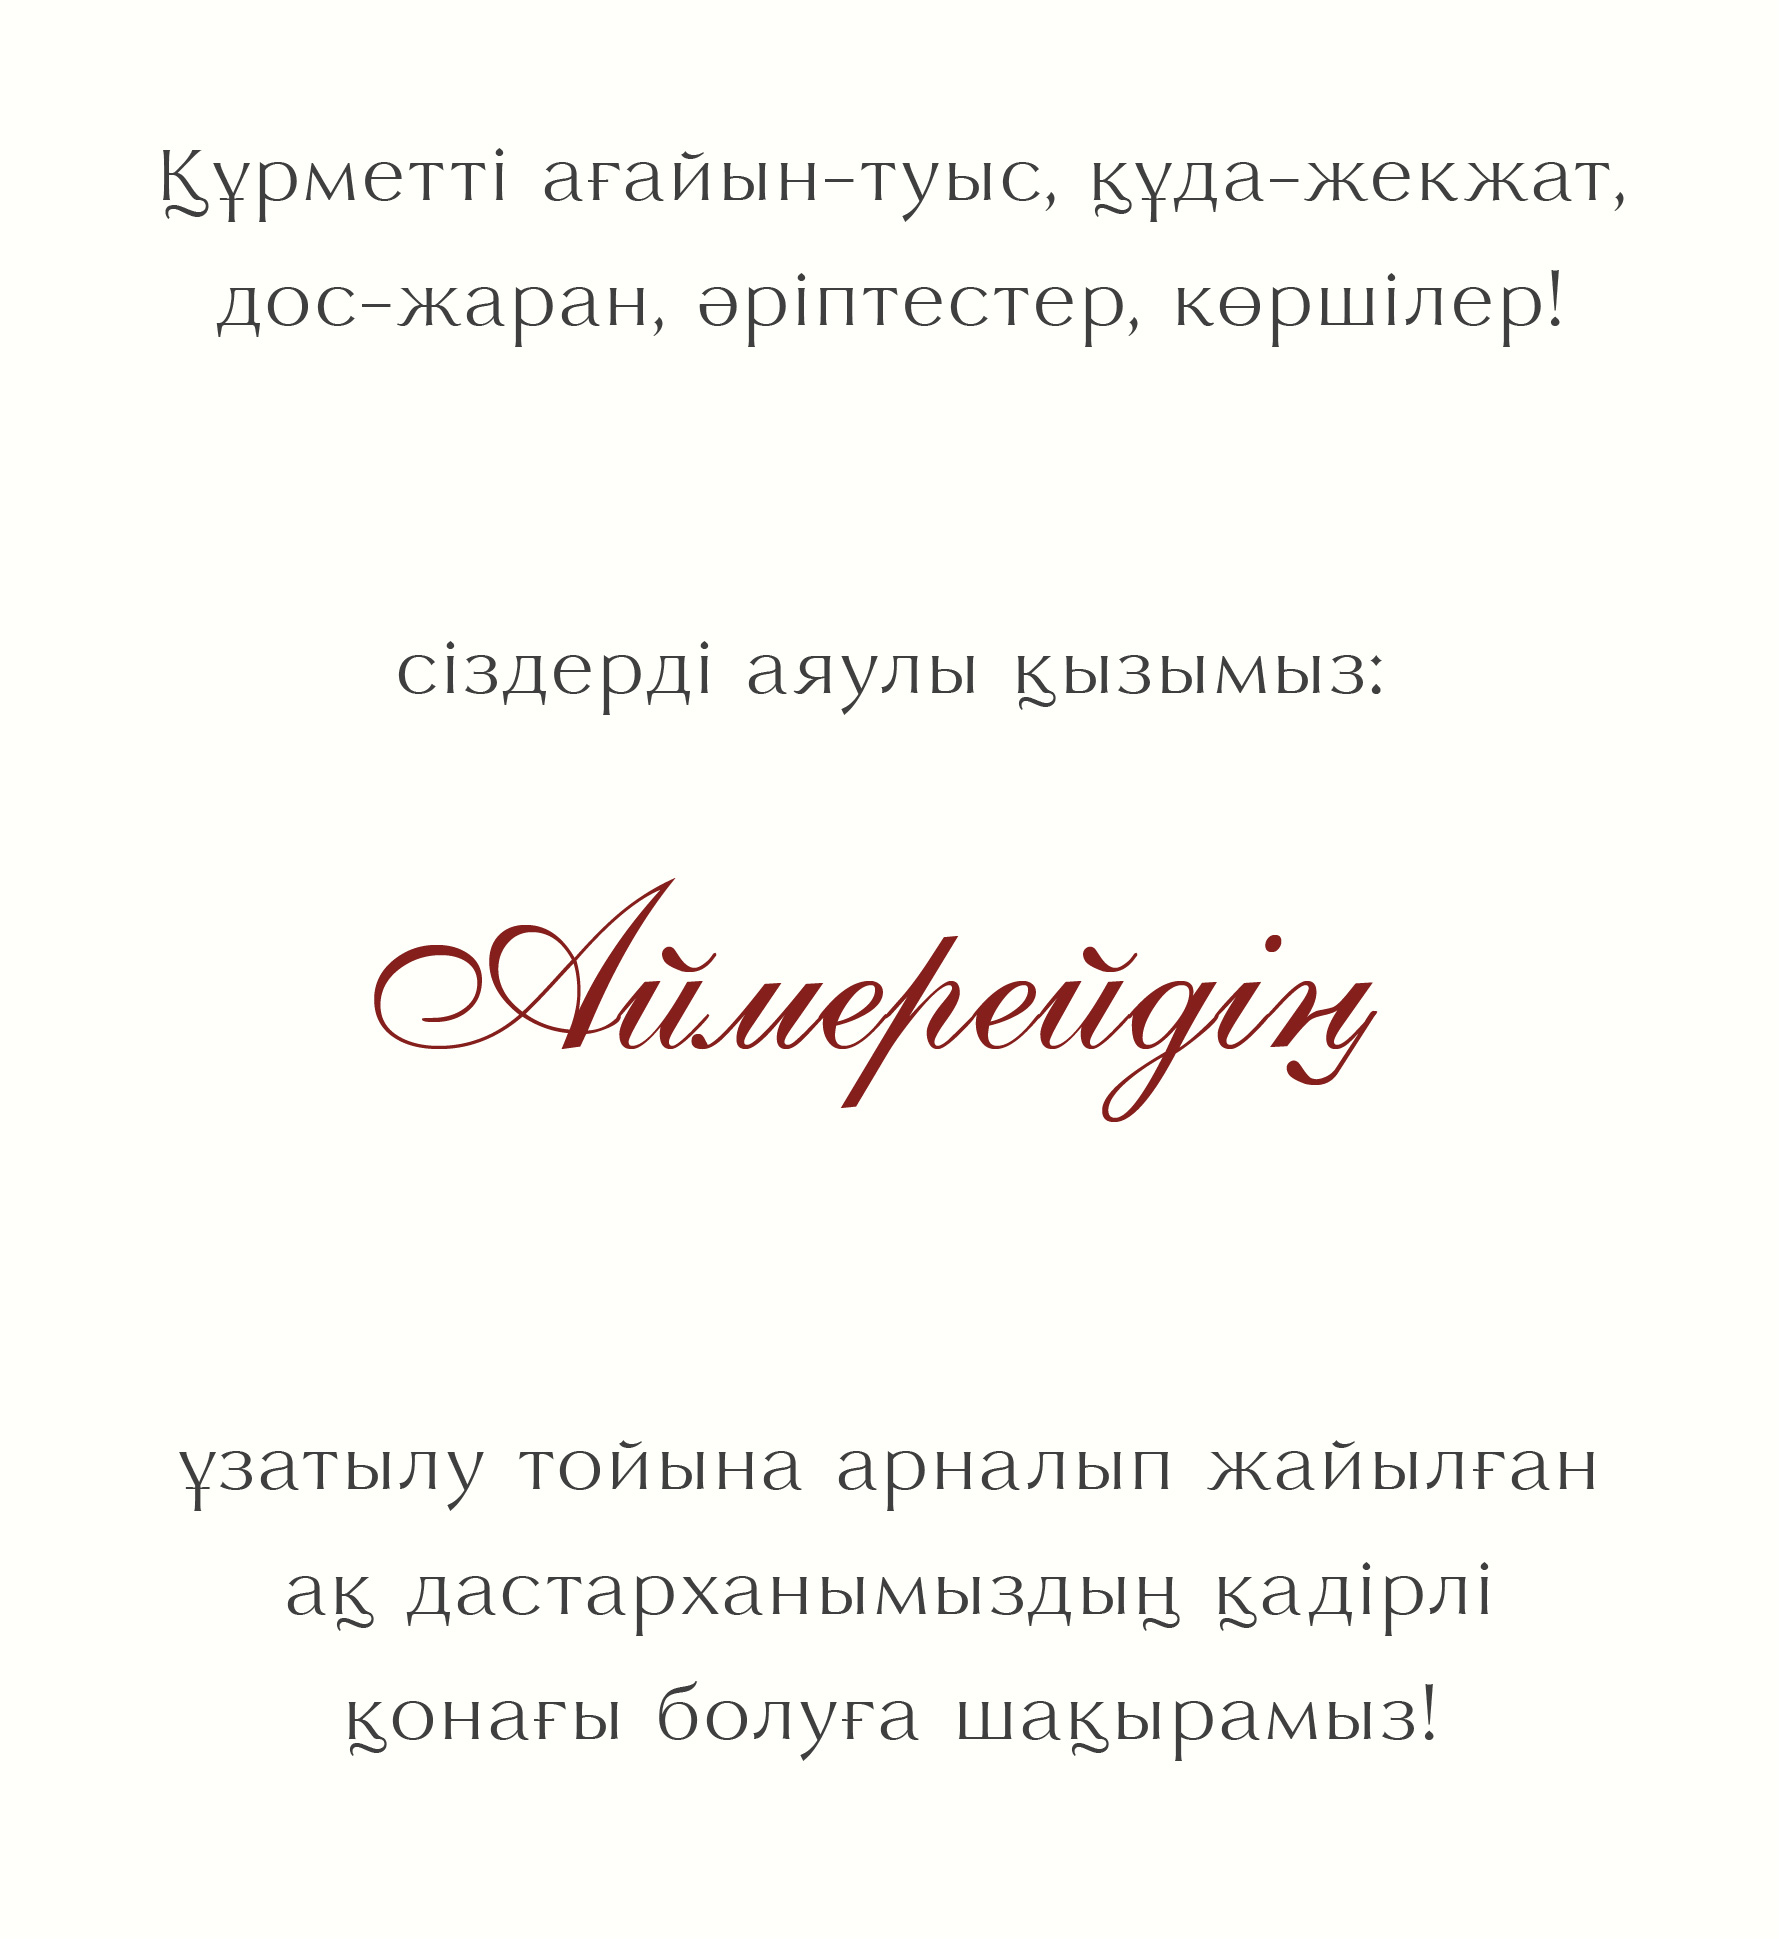 Құрметті ағайын-туыс, құда-жекжат,
дос-жаран, әріптестер, көршілер!
сіздерді аяулы қызымыз:
Аймерейдің
ұзатылу тойына арналып жайылған
ақ дастарханымыздың қадірлі
қонағы болуға шақырамыз!